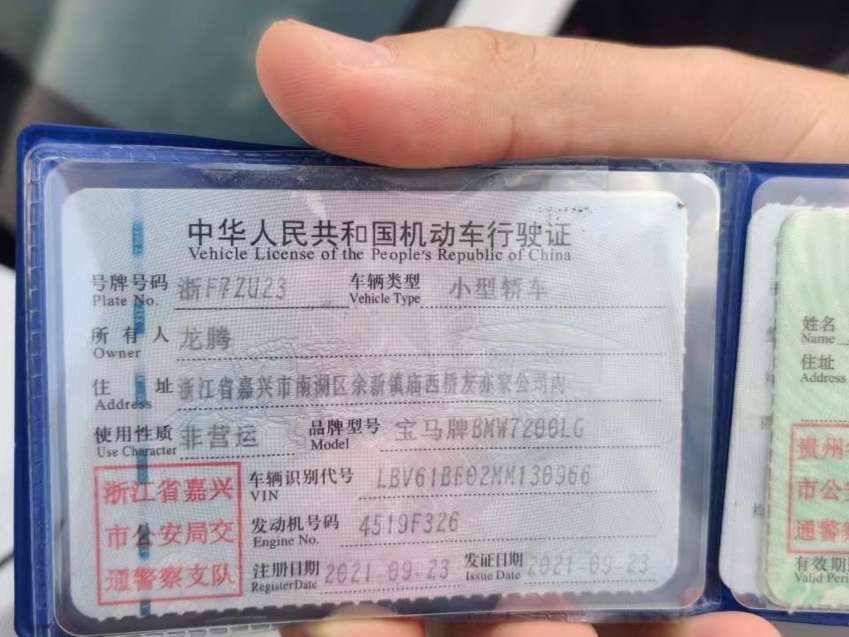 中华人民共和国机动车行驶证
Vehicle License of the People's Republic of China
号牌号码 浙F7ZU23 车辆类型 小型轿车
Plate No. Vehicle Type
所有人 龙腾
Owner
住址 浙江省嘉兴市南湖区余新镇庙西桥发亦家公司内
Address
使用性质 非营运 品牌型号 宝马牌BMW7200LG
Use Character Model
浙江省嘉兴
市公安局交
通警察支队
车辆识别代号 LBV61BE02MM130966
VIN
发动机号码 4519F326
Engine No.
注册日期 2021-09-23 发证日期 2021-09-23
Register Date Issue Date
姓名
Name
住址
Address
贵州
市公
通警
有效期
Valid Peri